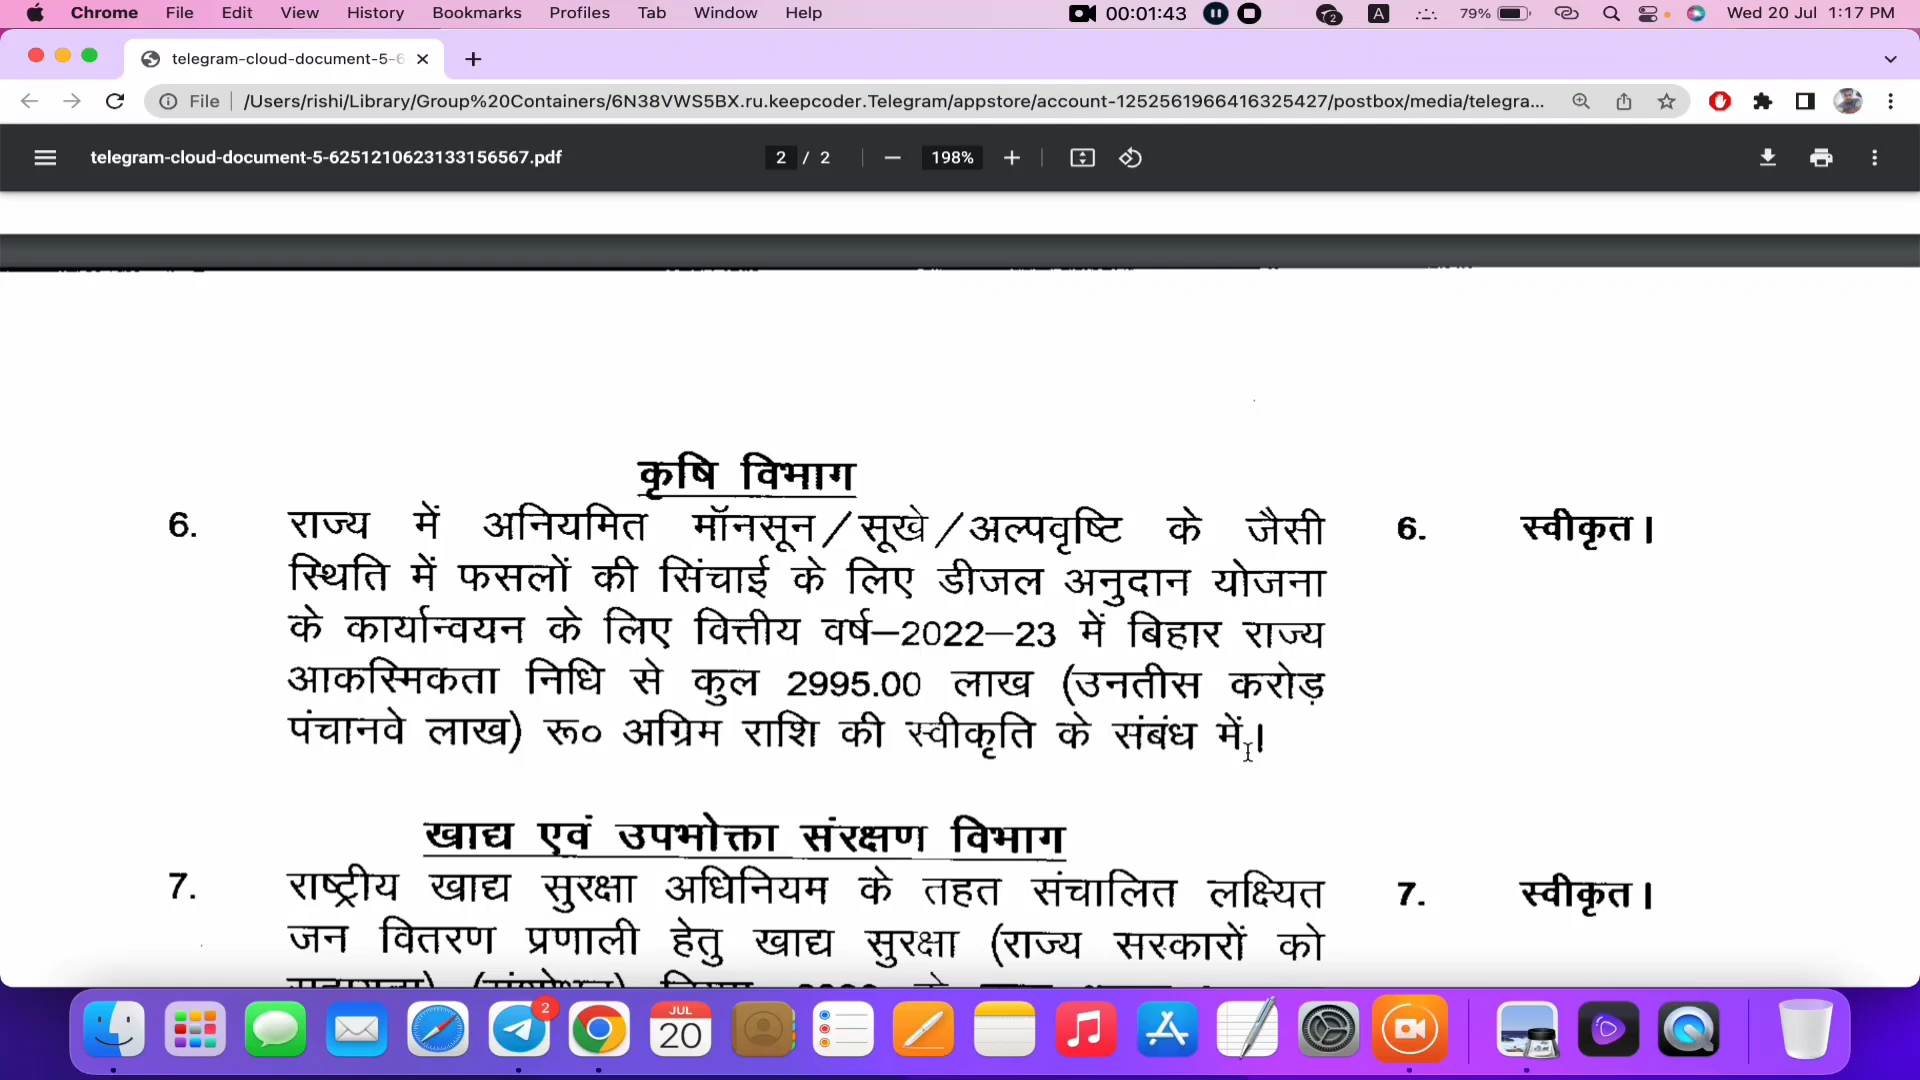 Chrome File Edit View History Bookmarks Profiles Tab Window Help 00:01:43 2 A 79% Wed 20 Jul 1:17 PM
telegram-cloud-document-5-6
File /Users/rishi/Library/Group%20Containers/6N38VWS5BX.ru.keepcoder.Telegram/appstore/account-1252561966416325427/postbox/media/telegra...
telegram-cloud-document-5-6251210623133156567.pdf 2 / 2 198%
कृषि विभाग
6. राज्य में अनियमित मॉनसून/सूखे/अल्पवृष्टि के जैसी 6. स्वीकृत।
स्थिति में फसलों की सिंचाई के लिए डीजल अनुदान योजना
के कार्यान्वयन के लिए वित्तीय वर्ष–2022–23 में बिहार राज्य
आकस्मिकता निधि से कुल 2995.00 लाख (उनतीस करोड़
पंचानवे लाख) रू० अग्रिम राशि की स्वीकृति के संबंध में।
खाद्य एवं उपभोक्ता संरक्षण विभाग
7. राष्ट्रीय खाद्य सुरक्षा अधिनियम के तहत संचालित लक्ष्यित 7. स्वीकृत।
जन वितरण प्रणाली हेतु खाद्य सुरक्षा (राज्य सरकारों को
2
JUL
20